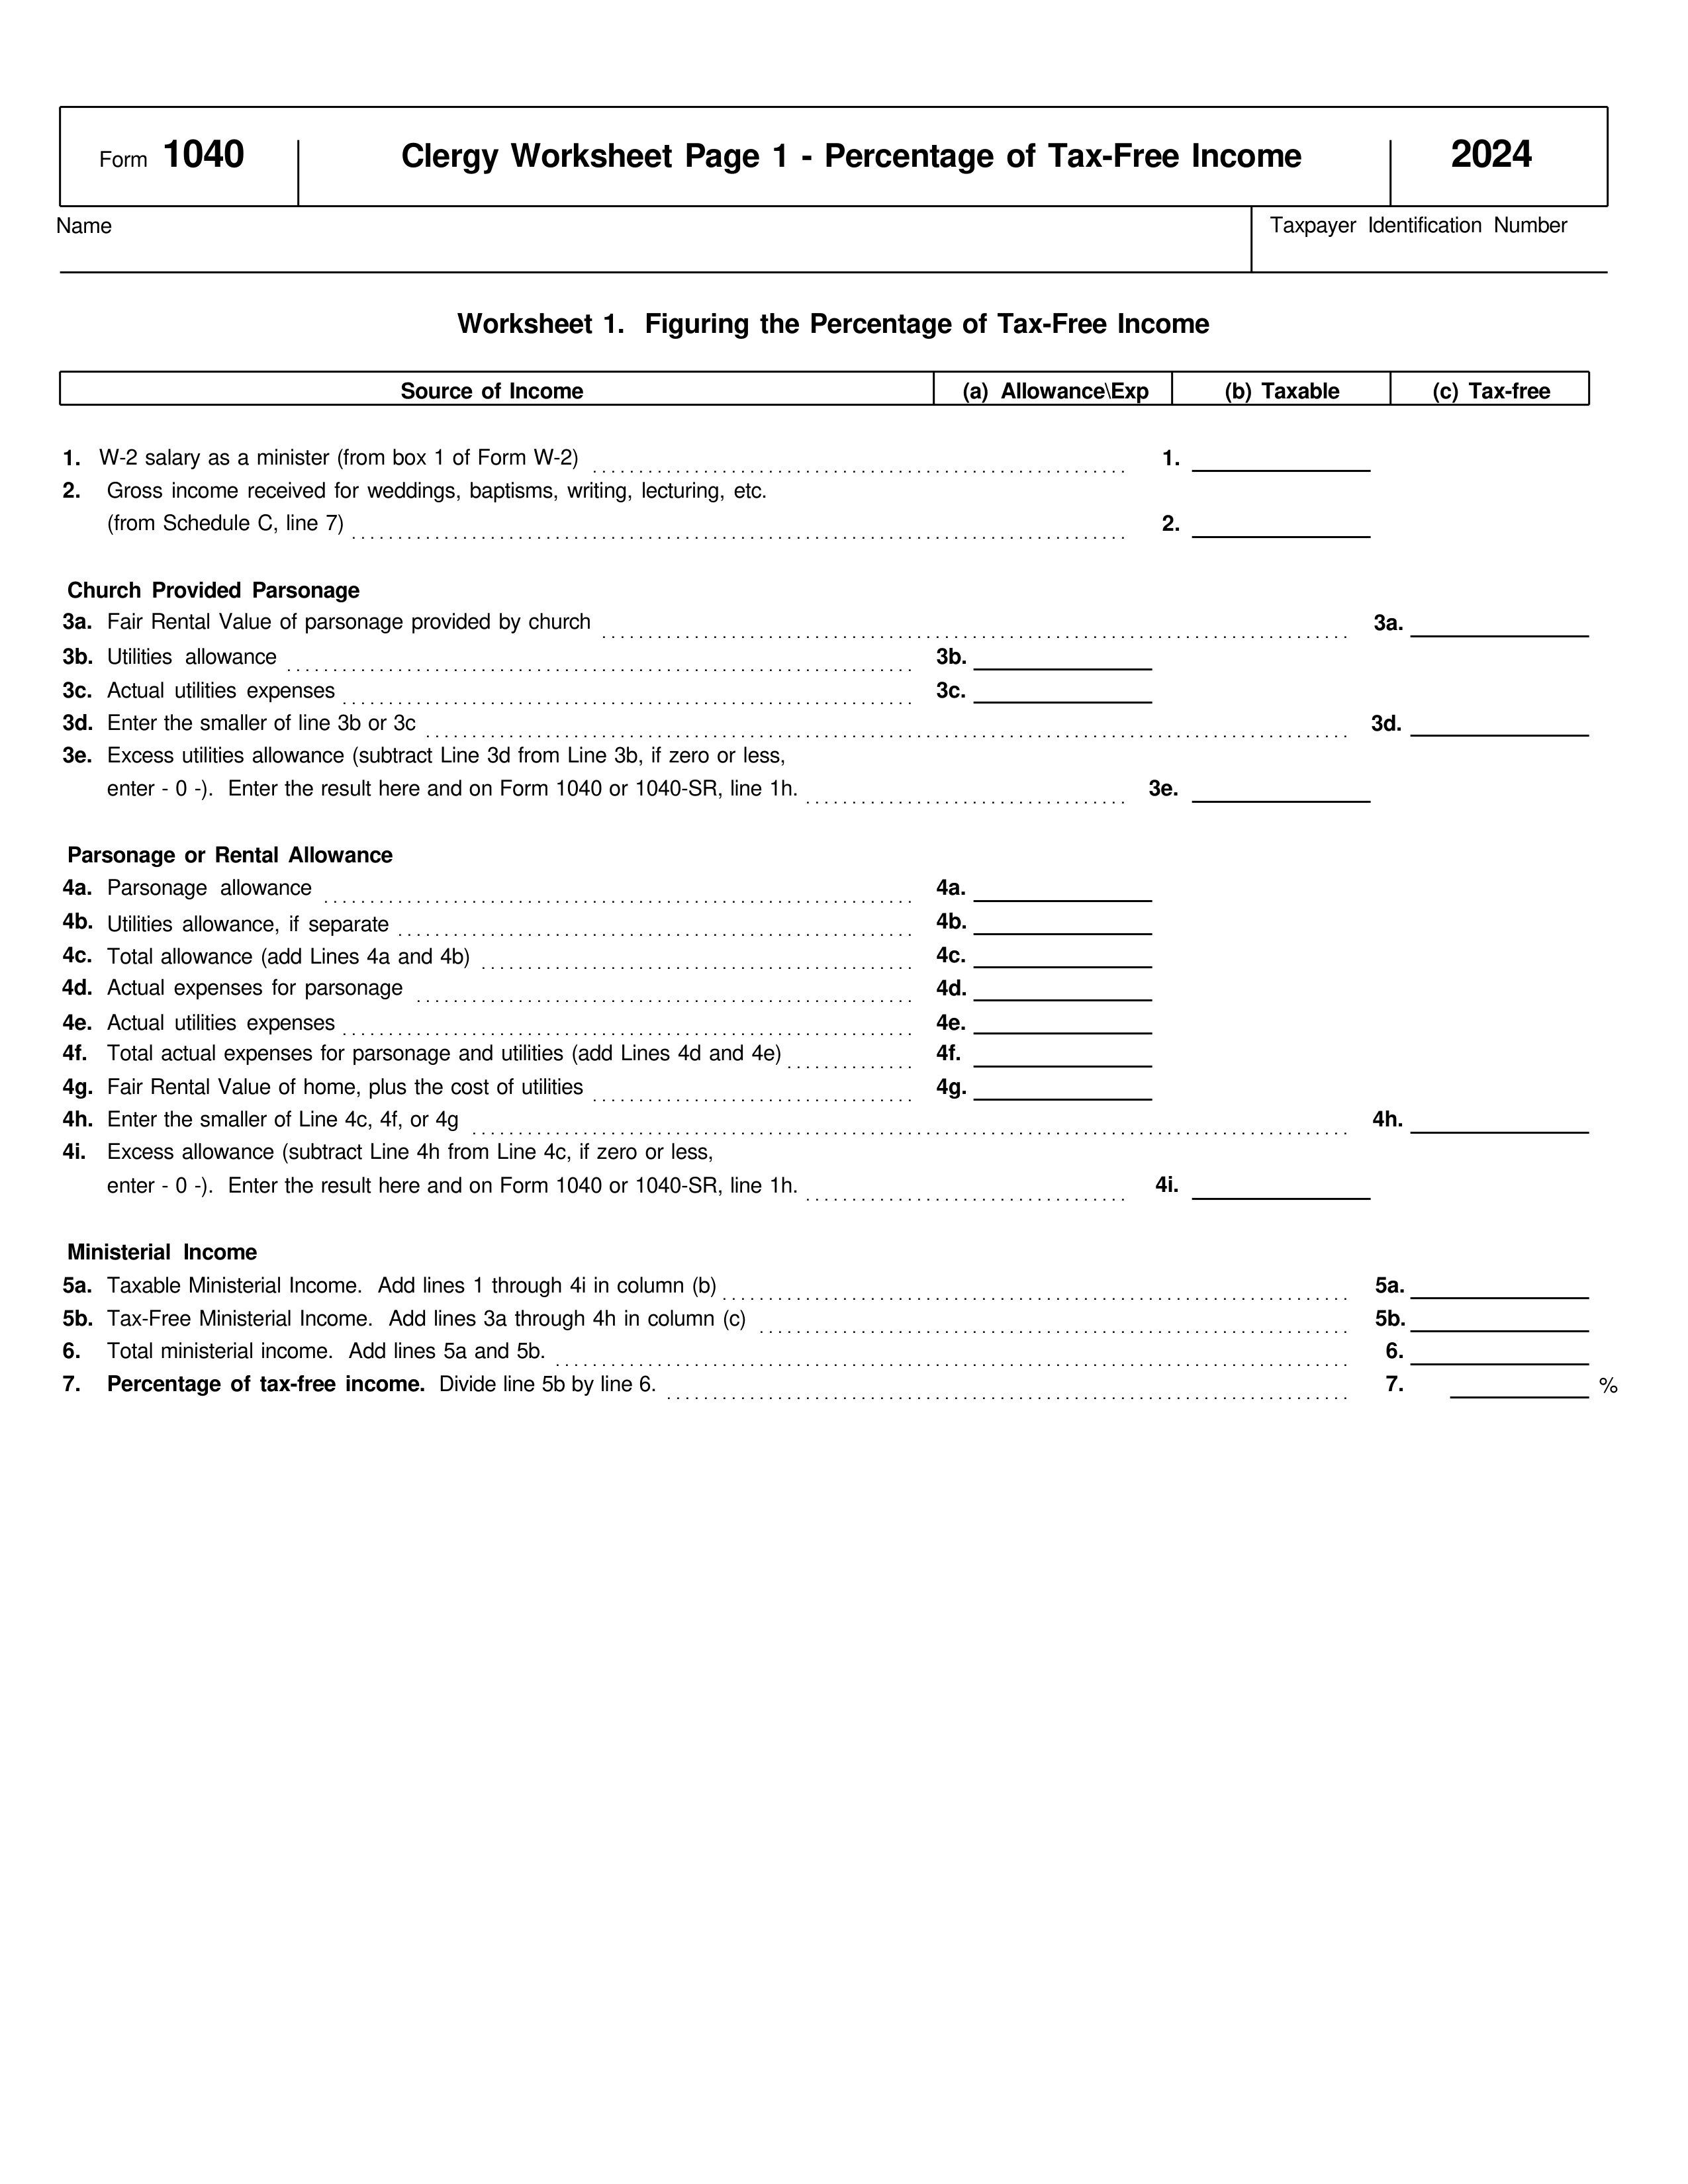 Form 1040 Clergy Worksheet Page 1 - Percentage of Tax-Free Income 2024
Name Taxpayer Identification Number
Worksheet 1. Figuring the Percentage of Tax-Free Income
Source of Income (a) Allowance\Exp (b) Taxable (c) Tax-free
1. W-2 salary as a minister (from box 1 of Form W-2) 1.
2. Gross income received for weddings, baptisms, writing, lecturing, etc.
(from Schedule C, line 7) 2.
Church Provided Parsonage
3a. Fair Rental Value of parsonage provided by church 3a.
3b. Utilities allowance 3b.
3c. Actual utilities expenses 3c.
3d. Enter the smaller of line 3b or 3c 3d.
3e. Excess utilities allowance (subtract Line 3d from Line 3b, if zero or less,
enter - 0 -). Enter the result here and on Form 1040 or 1040-SR, line 1h. 3e.
Parsonage or Rental Allowance
4a. Parsonage allowance 4a.
4b. Utilities allowance, if separate 4b.
4c. Total allowance (add Lines 4a and 4b) 4c.
4d. Actual expenses for parsonage 4d.
4e. Actual utilities expenses 4e.
4f. Total actual expenses for parsonage and utilities (add Lines 4d and 4e) 4f.
4g. Fair Rental Value of home, plus the cost of utilities 4g.
4h. Enter the smaller of Line 4c, 4f, or 4g 4h.
4i. Excess allowance (subtract Line 4h from Line 4c, if zero or less,
enter - 0 -). Enter the result here and on Form 1040 or 1040-SR, line 1h. 4i.
Ministerial Income
5a. Taxable Ministerial Income. Add lines 1 through 4i in column (b) 5a.
5b. Tax-Free Ministerial Income. Add lines 3a through 4h in column (c) 5b.
6. Total ministerial income. Add lines 5a and 5b. 6.
7. Percentage of tax-free income. Divide line 5b by line 6. 7. %